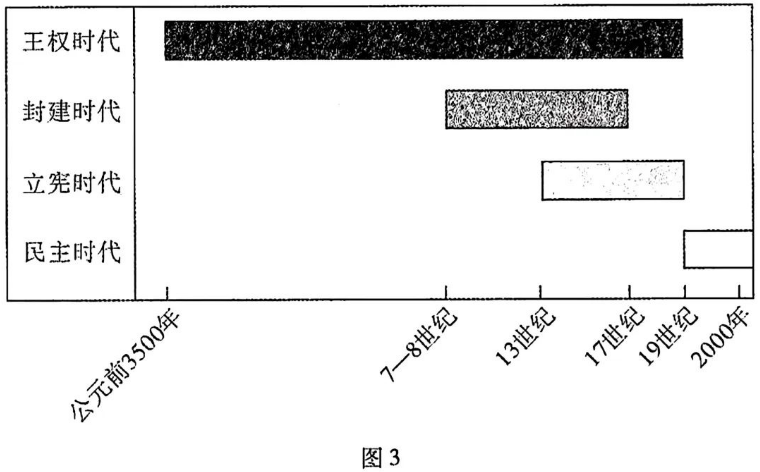 王权时代
封建时代
立宪时代
民主时代
公元前3500年
7—8世纪
13世纪
17世纪
19世纪
2000年
图3